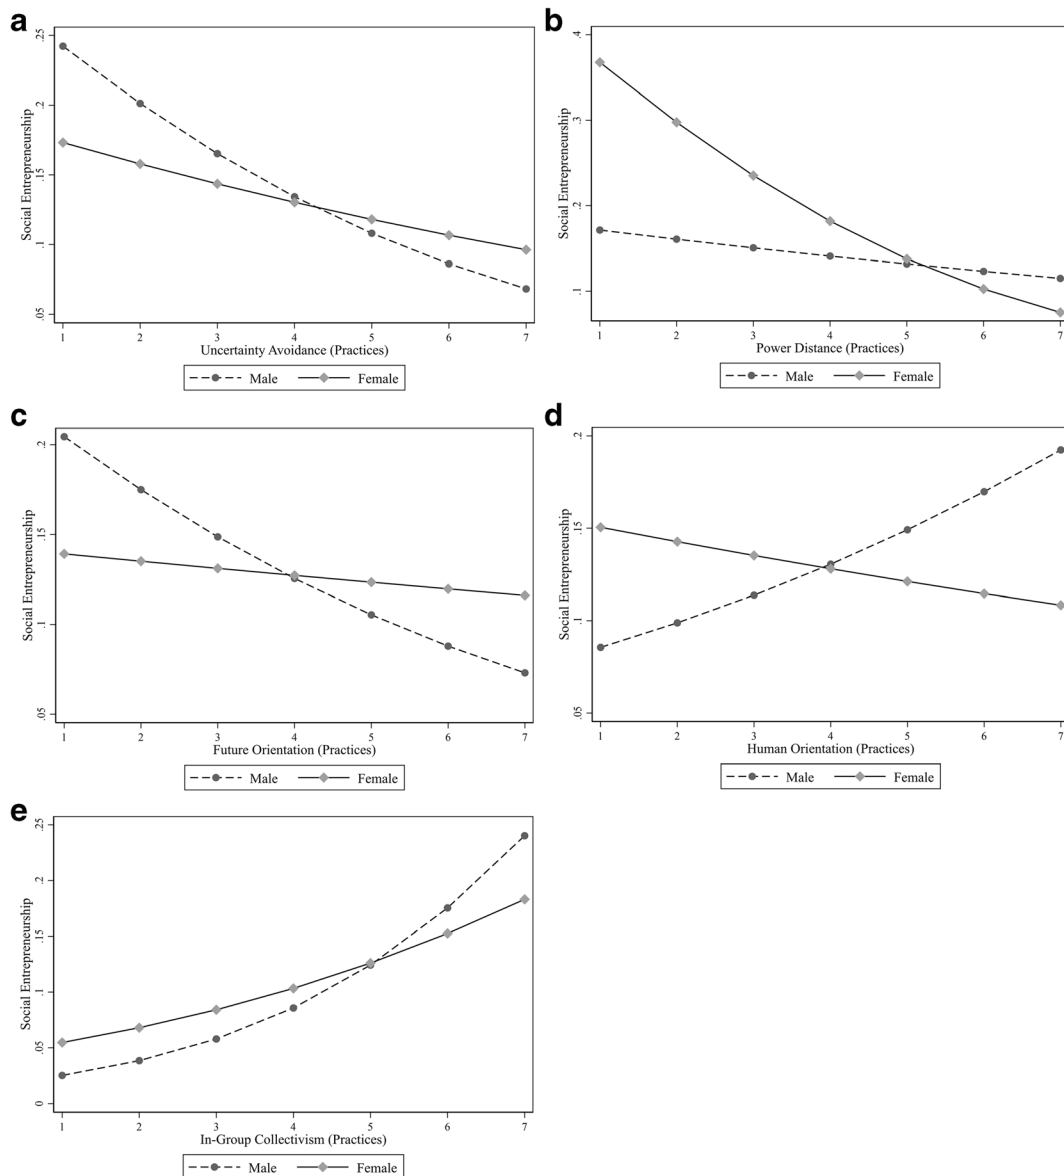 a
Social Entrepreneurship
.25
.2
.15
.1
.05
1 2 3 4 5 6 7
Uncertainty Avoidance (Practices)
Male Female
b
Social Entrepreneurship
.4
.3
.2
.1
1 2 3 4 5 6 7
Power Distance (Practices)
Male Female
c
Social Entrepreneurship
.2
.15
.1
.05
1 2 3 4 5 6 7
Future Orientation (Practices)
Male Female
d
Social Entrepreneurship
.2
.15
.1
.05
1 2 3 4 5 6 7
Human Orientation (Practices)
Male Female
e
Social Entrepreneurship
.25
.2
.15
.1
.05
0
1 2 3 4 5 6 7
In-Group Collectivism (Practices)
Male Female